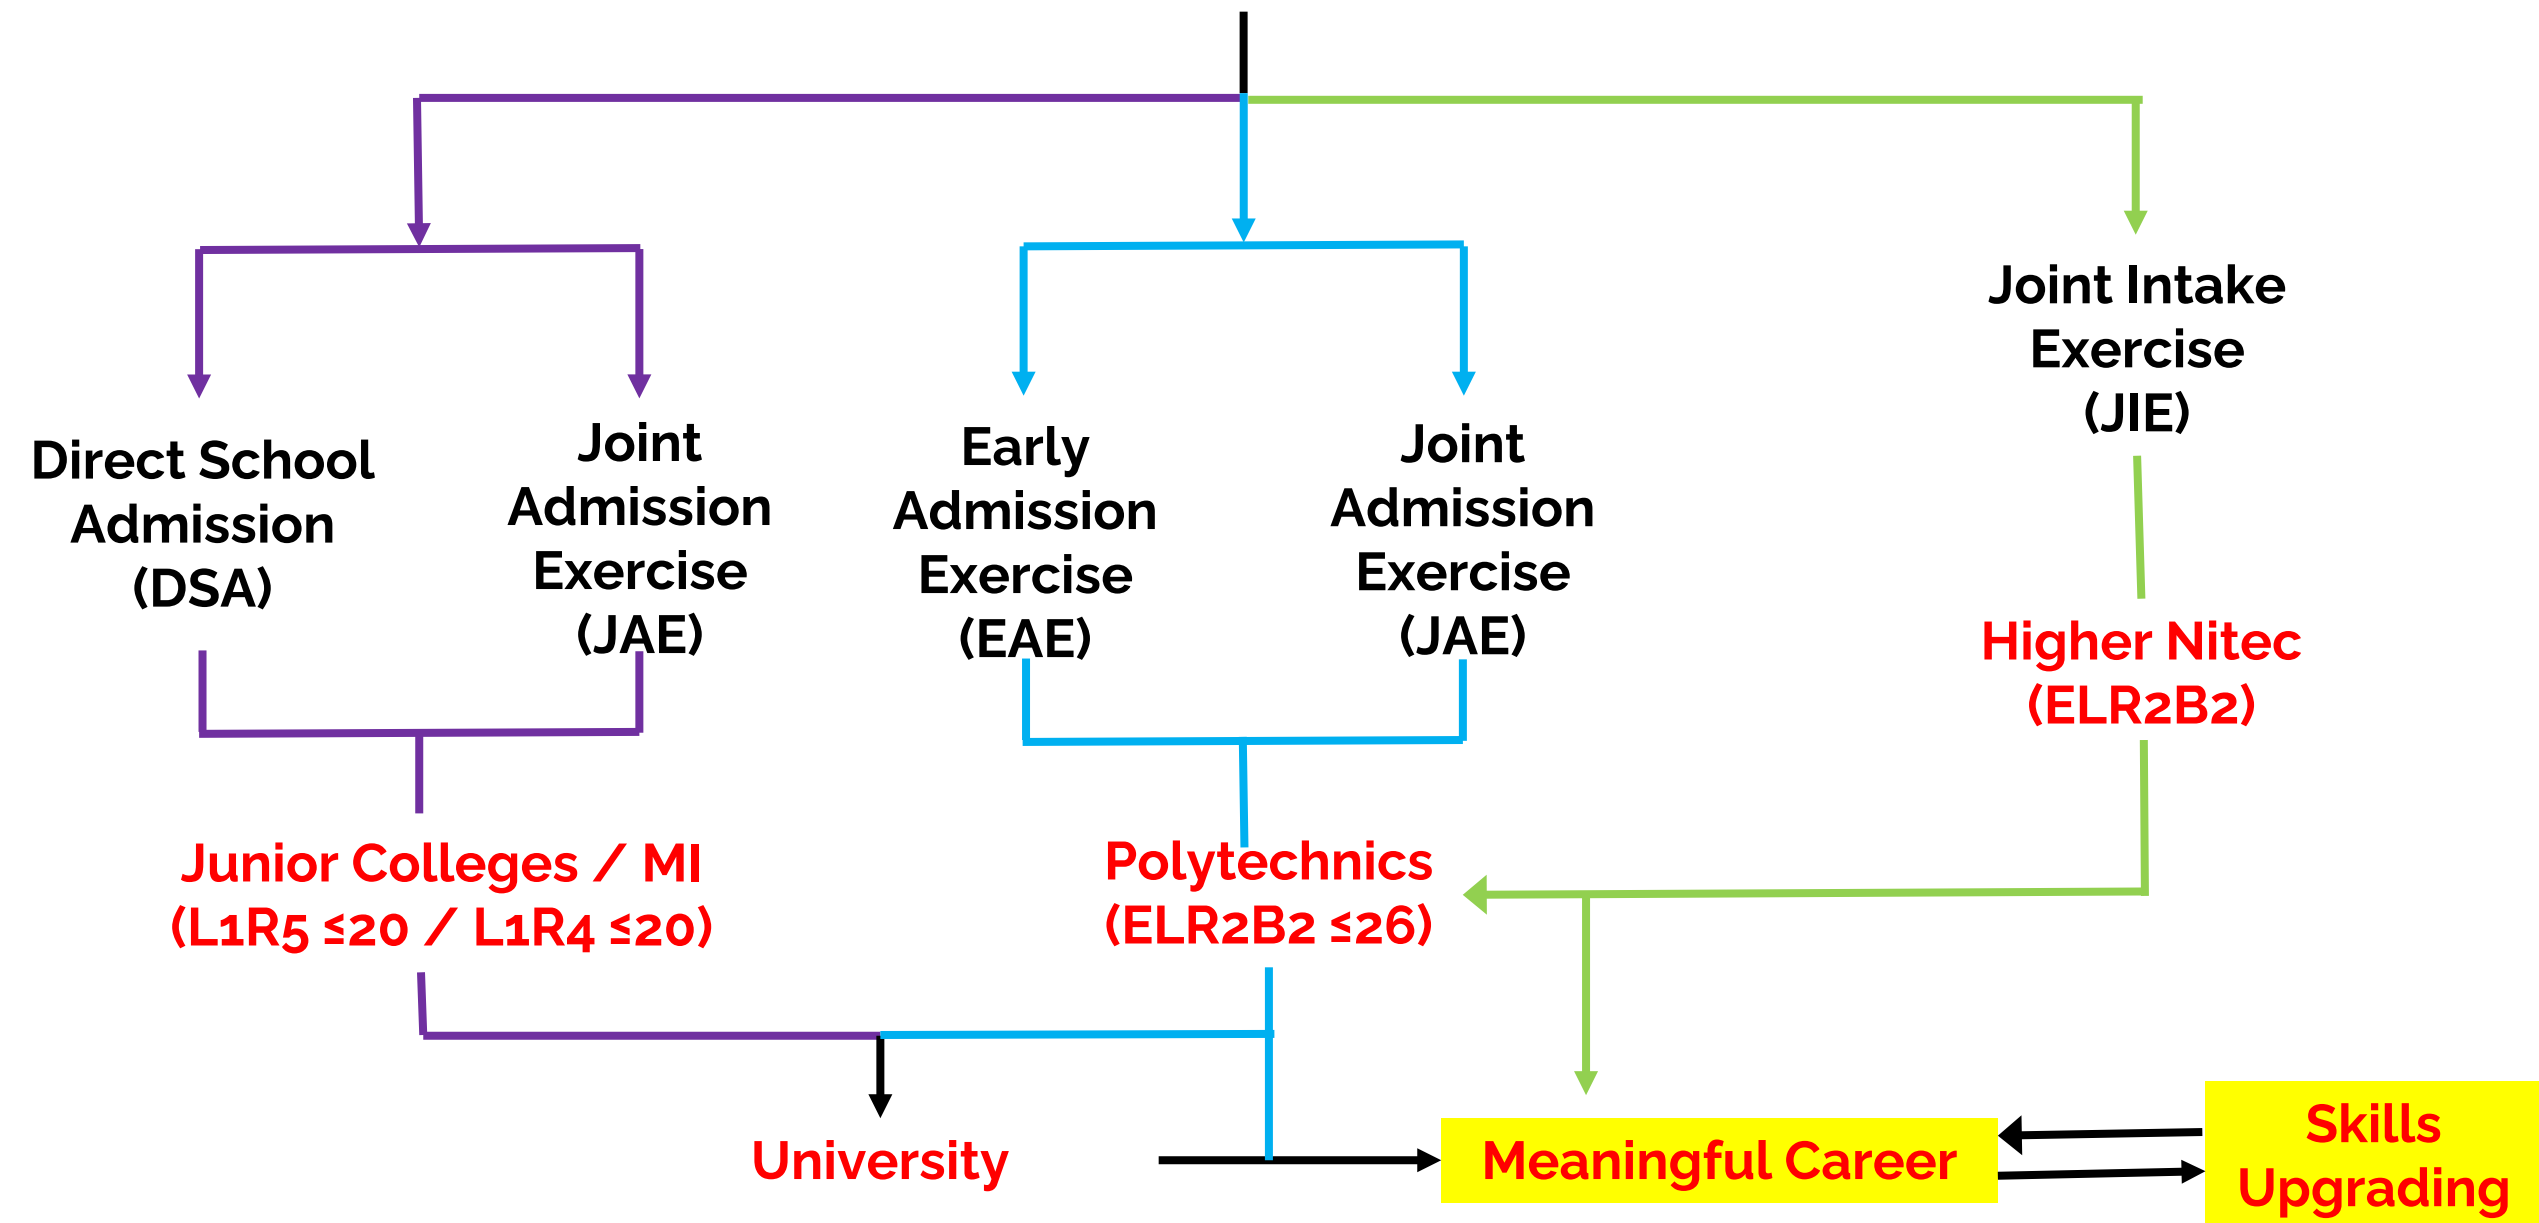 Direct School
Admission
(DSA)
Joint
Admission
Exercise
(JAE)
Early
Admission
Exercise
(EAE)
Joint
Admission
Exercise
(JAE)
Joint Intake
Exercise
(JIE)
Higher Nitec
(ELR2B2)
Junior Colleges / MI
(L1R5 ≤20 / L1R4 ≤20)
Polytechnics
(ELR2B2 ≤26)
University
Meaningful Career
Skills
Upgrading